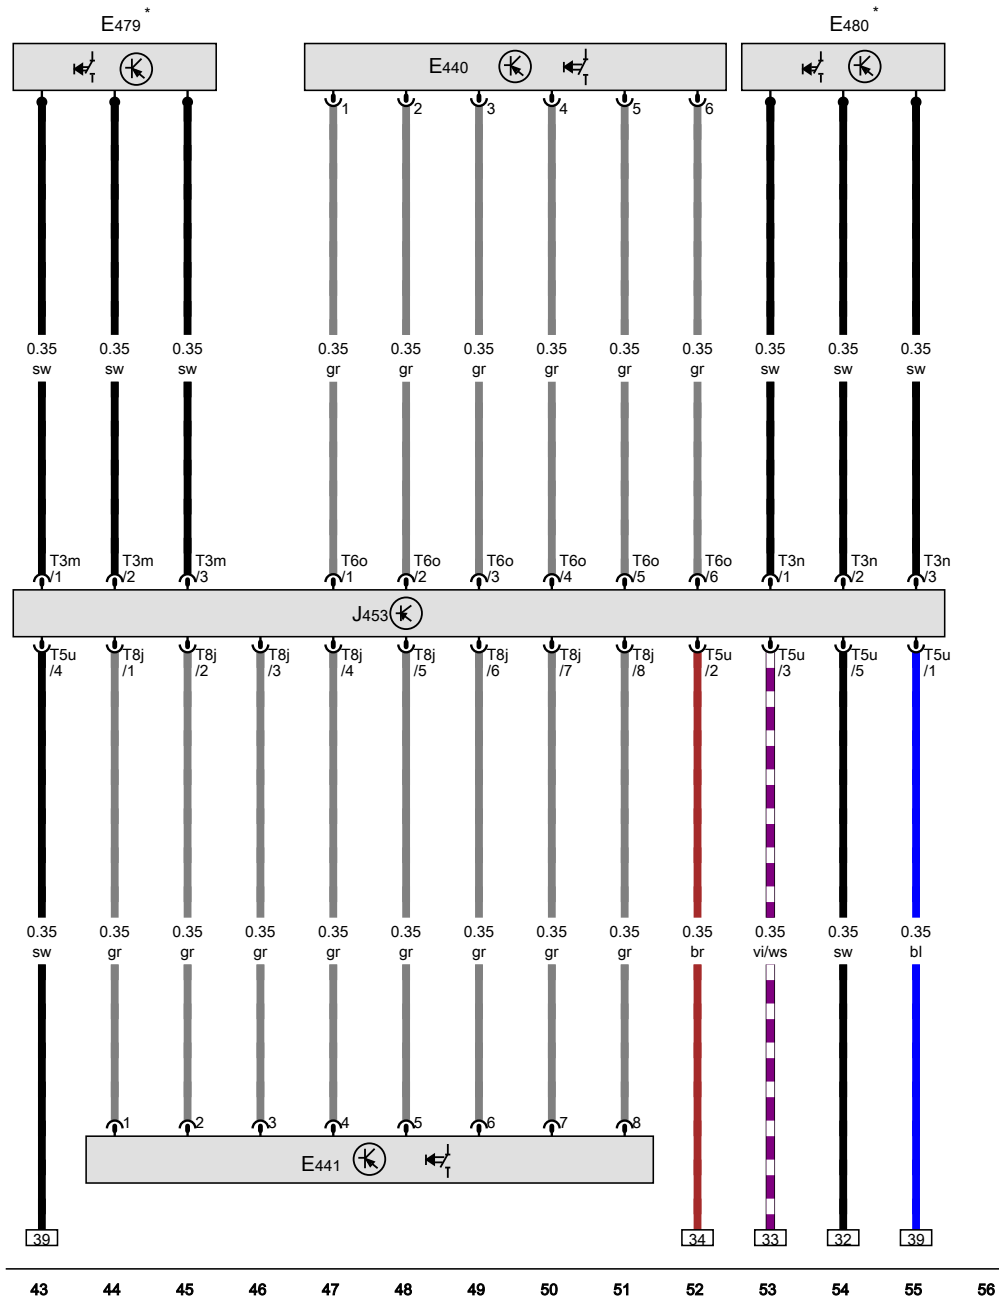 E479 *
E480 *
E440
1 2 3 4 5 6
0.35 0.35 0.35 0.35 0.35 0.35 0.35 0.35 0.35 0.35 0.35 0.35
sw sw sw gr gr gr gr gr gr sw sw sw
T3m T3m T3m T6o T6o T6o T6o T6o T6o T3n T3n T3n
/1 /2 /3 /1 /2 /3 /4 /5 /6 /1 /2 /3
J453
T5u T8j T8j T8j T8j T8j T8j T8j T8j T5u T5u T5u T5u
/4 /1 /2 /3 /4 /5 /6 /7 /8 /2 /3 /5 /1
0.35 0.35 0.35 0.35 0.35 0.35 0.35 0.35 0.35 0.35 0.35 0.35 0.35
sw gr gr gr gr gr gr gr gr br vi/ws sw bl
1 2 3 4 5 6 7 8
E441
39 34 33 32 39
43 44 45 46 47 48 49 50 51 52 53 54 55 56